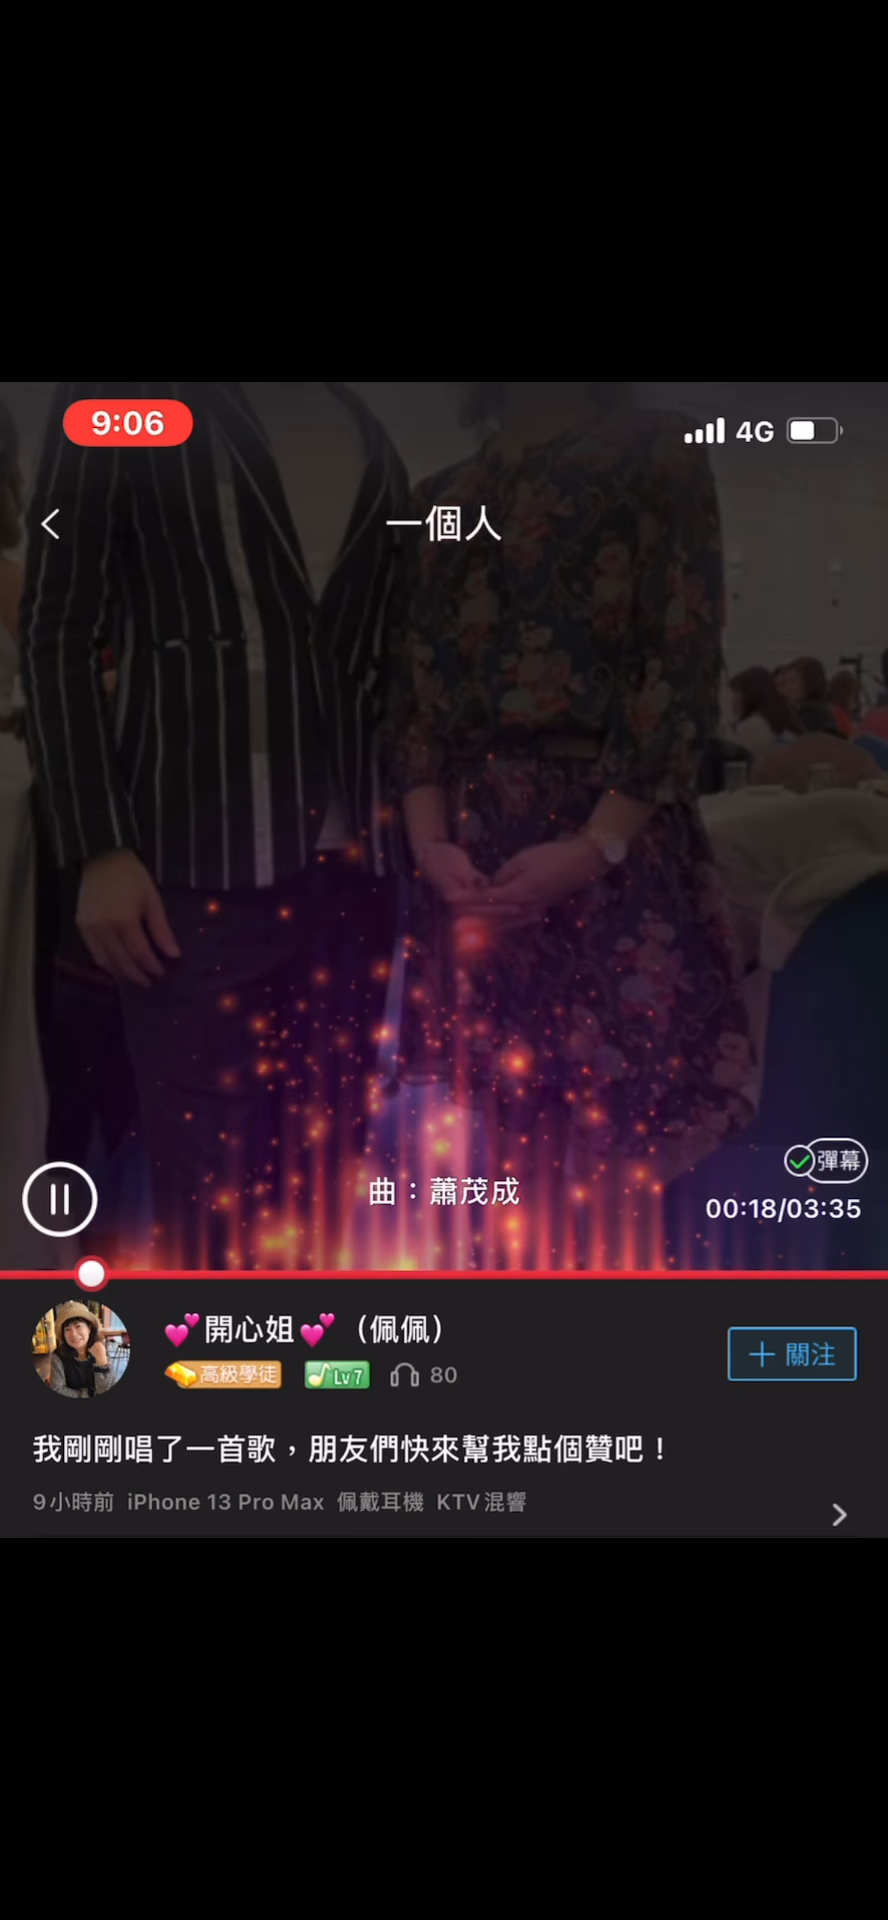 9:06
4G
一個人
彈幕
曲：蕭茂成
00:18/03:35
💕開心姐💕（佩佩）
高級學徒 Lv7 80
＋ 關注
我剛剛唱了一首歌，朋友們快來幫我點個贊吧！
9小時前 iPhone 13 Pro Max 佩戴耳機 KTV混響